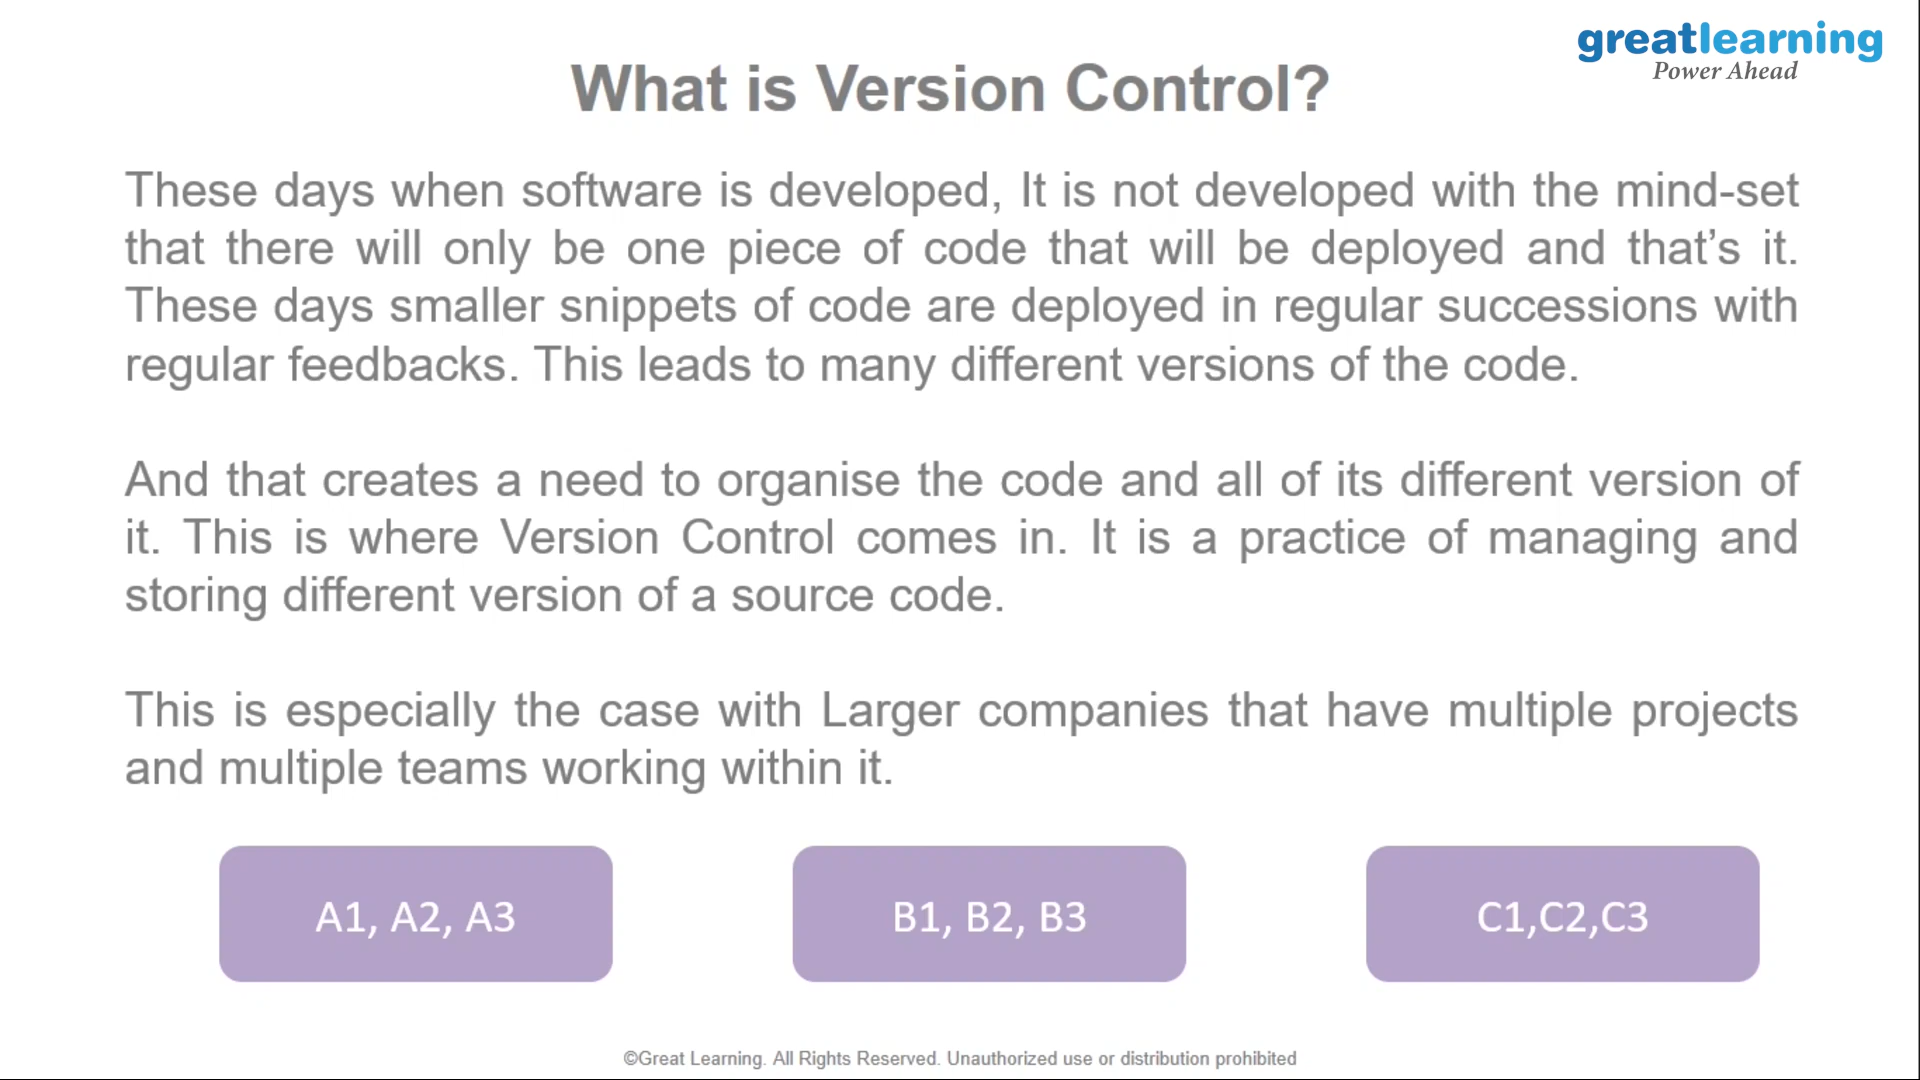 greatlearning
Power Ahead
What is Version Control?
These days when software is developed, It is not developed with the mind-set
that there will only be one piece of code that will be deployed and that’s it.
These days smaller snippets of code are deployed in regular successions with
regular feedbacks. This leads to many different versions of the code.
And that creates a need to organise the code and all of its different version of
it. This is where Version Control comes in. It is a practice of managing and
storing different version of a source code.
This is especially the case with Larger companies that have multiple projects
and multiple teams working within it.
A1, A2, A3
B1, B2, B3
C1,C2,C3
©Great Learning. All Rights Reserved. Unauthorized use or distribution prohibited